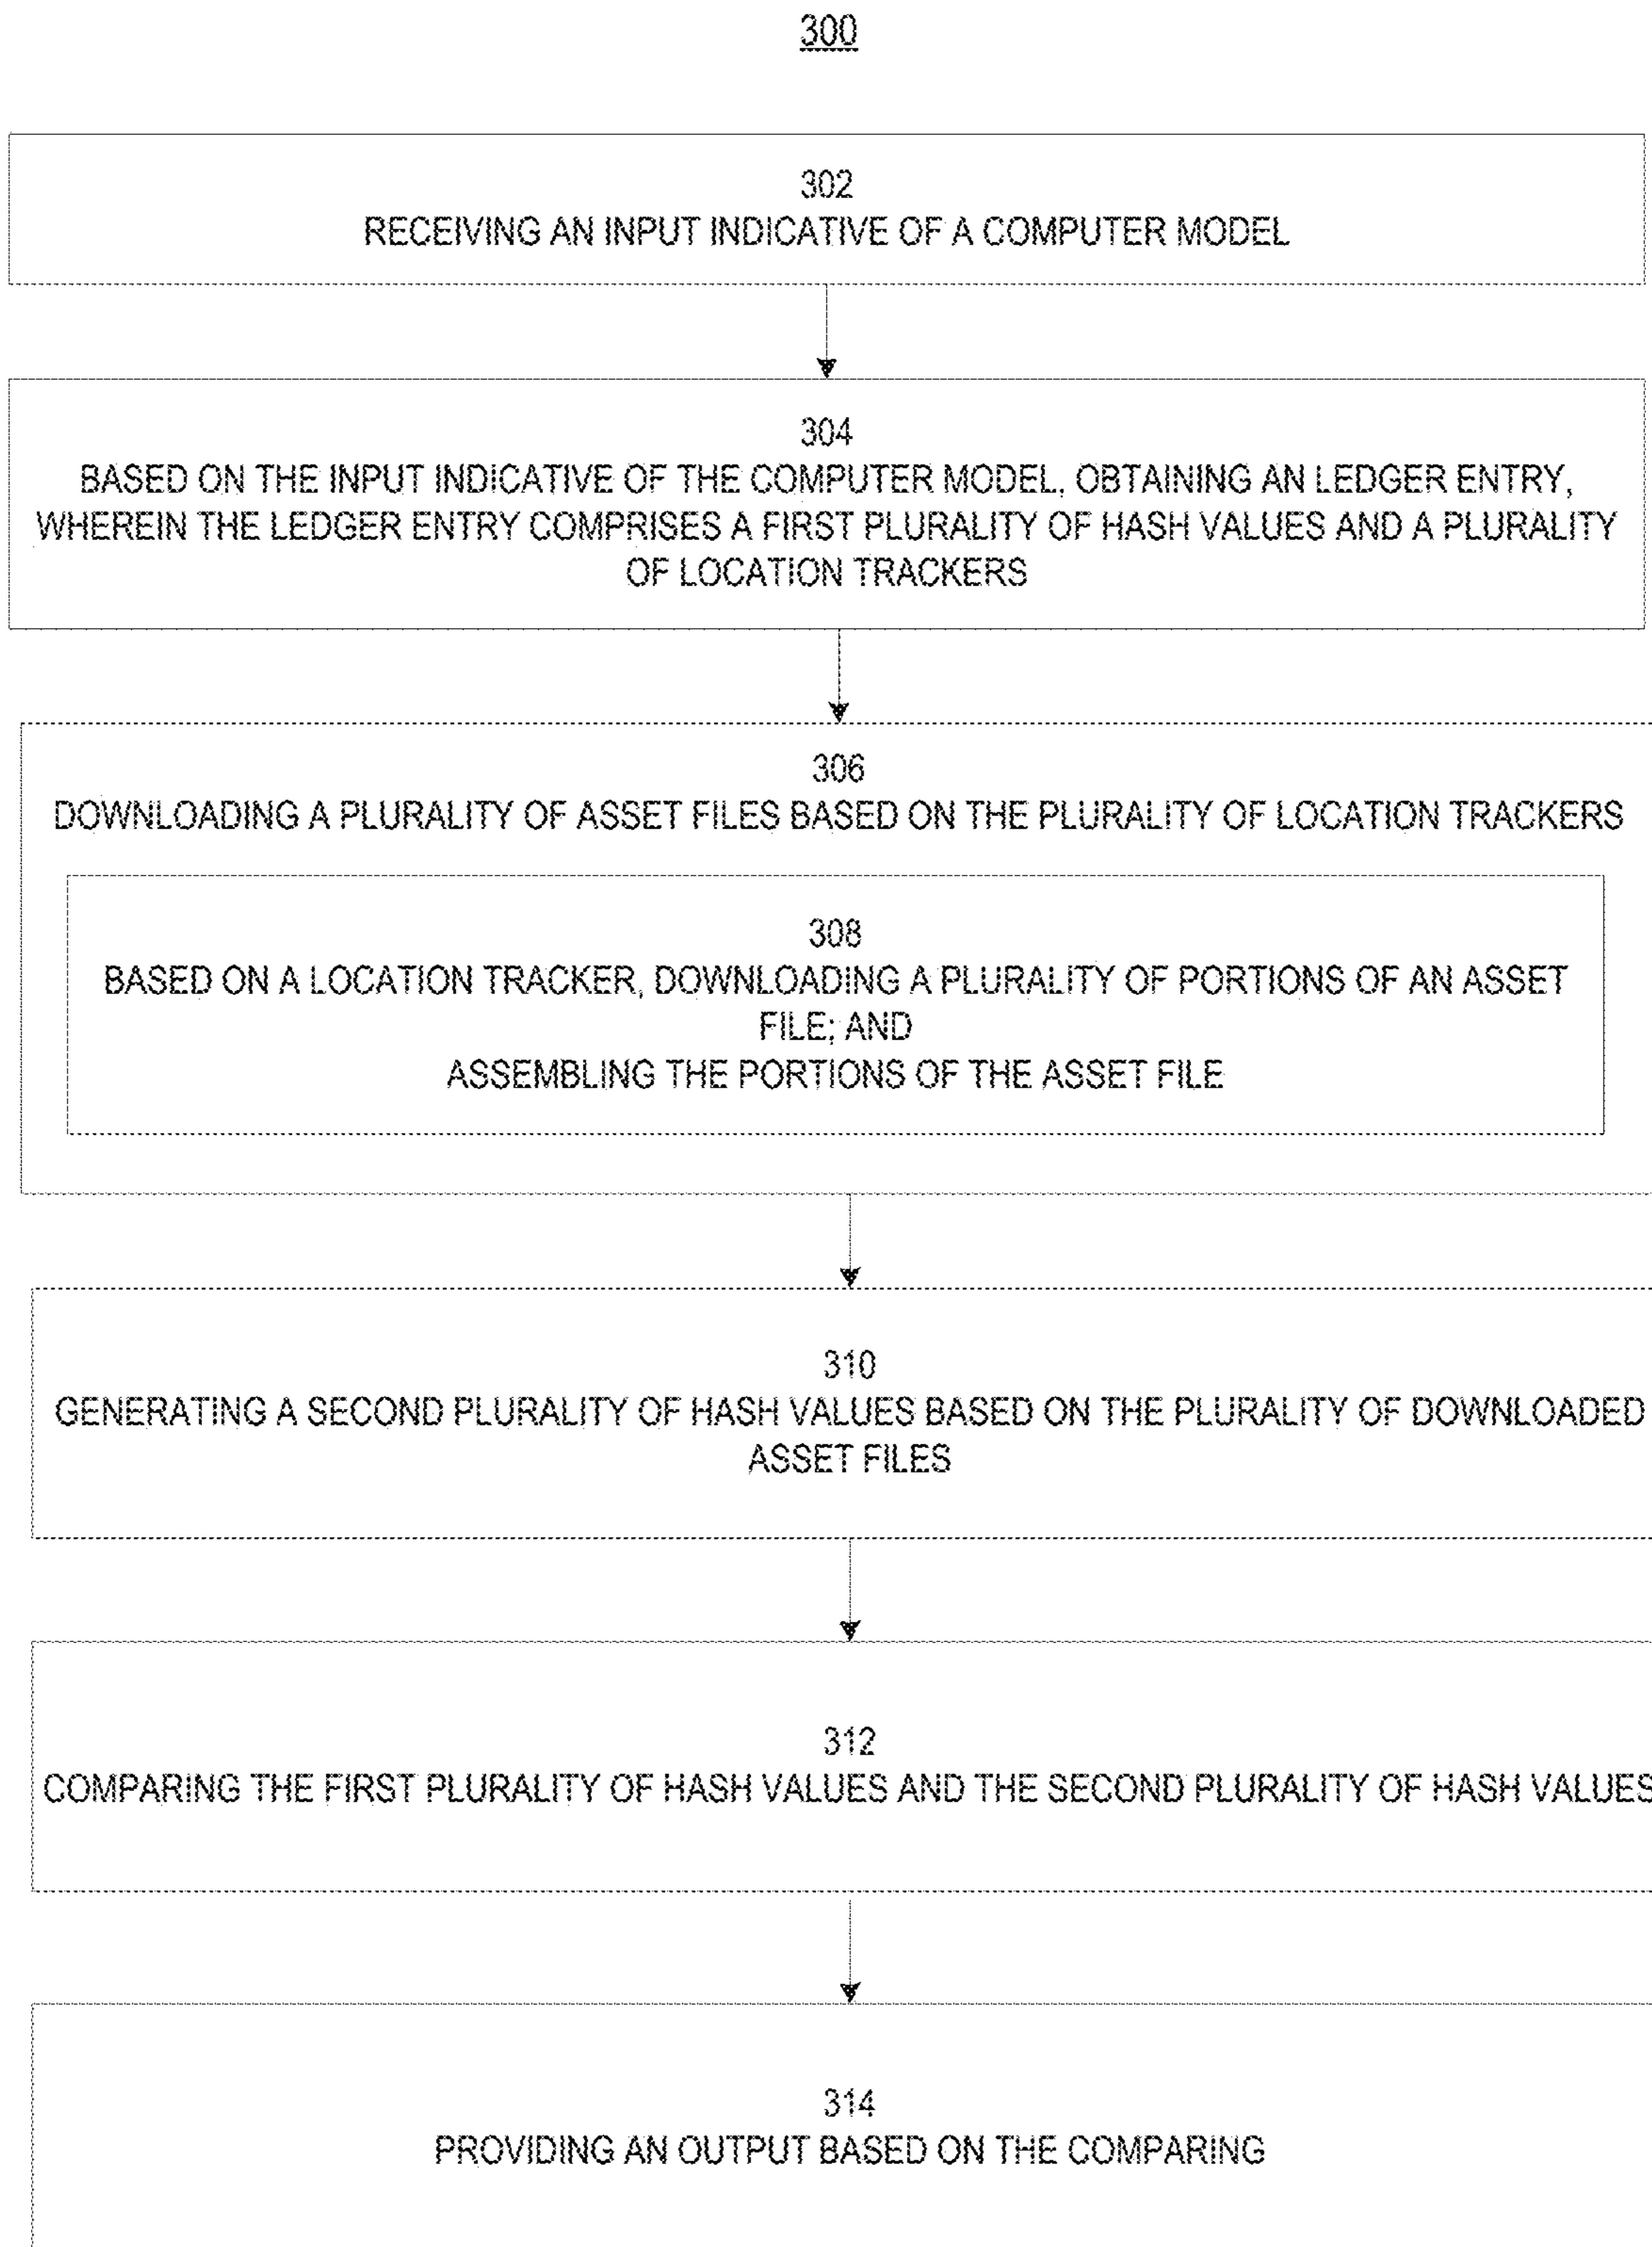 300
302
RECEIVING AN INPUT INDICATIVE OF A COMPUTER MODEL
304
BASED ON THE INPUT INDICATIVE OF THE COMPUTER MODEL, OBTAINING AN LEDGER ENTRY,
WHEREIN THE LEDGER ENTRY COMPRISES A FIRST PLURALITY OF HASH VALUES AND A PLURALITY
OF LOCATION TRACKERS
306
DOWNLOADING A PLURALITY OF ASSET FILES BASED ON THE PLURALITY OF LOCATION TRACKERS
308
BASED ON A LOCATION TRACKER, DOWNLOADING A PLURALITY OF PORTIONS OF AN ASSET
FILE; AND
ASSEMBLING THE PORTIONS OF THE ASSET FILE
310
GENERATING A SECOND PLURALITY OF HASH VALUES BASED ON THE PLURALITY OF DOWNLOADED
ASSET FILES
312
COMPARING THE FIRST PLURALITY OF HASH VALUES AND THE SECOND PLURALITY OF HASH VALUES
314
PROVIDING AN OUTPUT BASED ON THE COMPARING